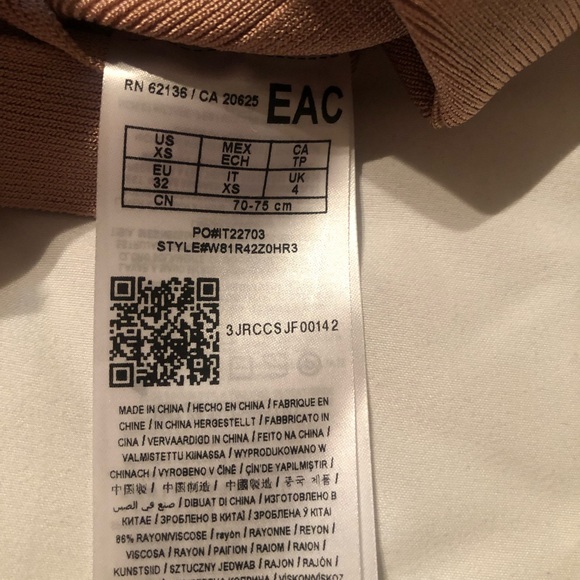 RN 62136 / CA 20625 EAC
US XS MEX ECH CA TP
EU 32 IT XS UK 4
CN 70-75 cm
PO#IT22703
STYLE#W81R42Z0HR3
3JRCCSJF00142
MADE IN CHINA / HECHO EN CHINA / FABRIQUE EN
CHINE / IN CHINA HERGESTELLT / FABBRICATO IN
CINA / VERVAARDIGD IN CHINA / FEITO NA CHINA /
VALMISTETTU KIINASSA / WYPRODUKOWANO W
CHINACH / VYROBENO V ČÍNĚ / ÇİN'DE YAPILMIŞTIR /
中国製 / 中国制造 / 中國製造 / 중국 제품 /
صنع في الصين / DIBUAT DI CHINA / ИЗГОТОВЛЕНО В
КИТАЕ / ЗРОБЛЕНО В КИТАЇ / ЗРОБЛЕНА Ў КІТАІ
86% RAYON/VISCOSE / rayón / RAYONNE / REYON /
VISCOSA / RAYON / ΡΑΙΓΙΟΝ / RAIOM / RAION /
KUNSTSIID / SZTUCZNY JEDWAB / RAJON / RAJÓN /